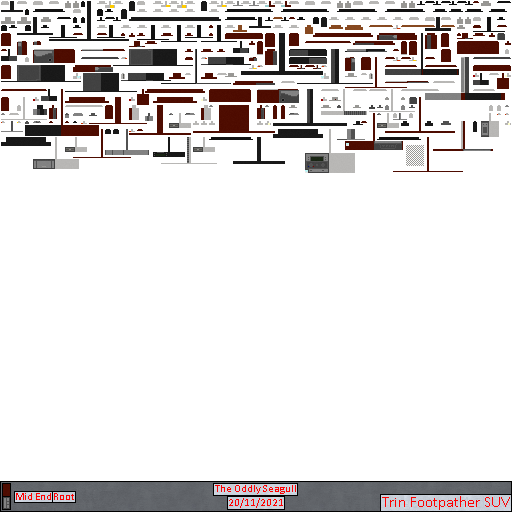 The Oddly Seagull
Mid End Root
20/11/2021
Trin Footpather SUV